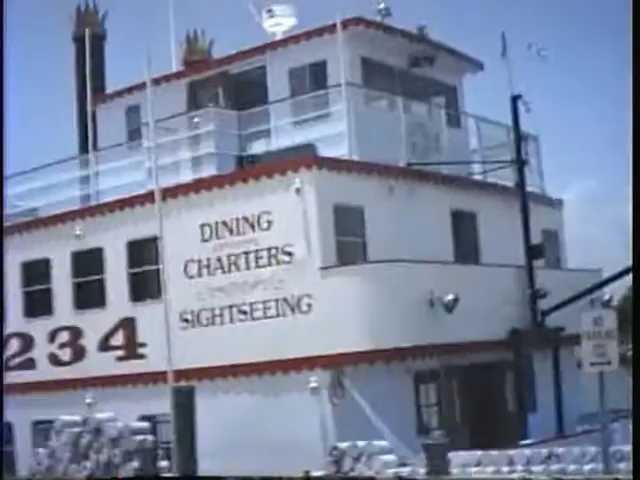 DINING
CHARTERS
SIGHTSEEING
234
NO
PARKING